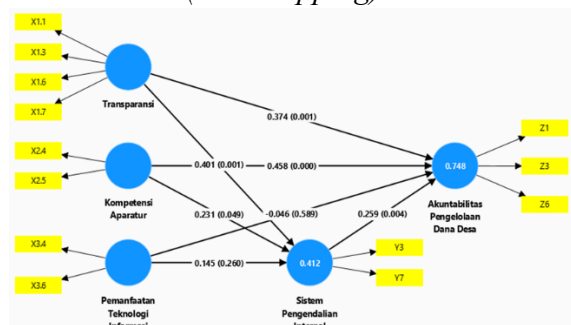 (Bootstrapping)
X1.1
X1.3
X1.6
X1.7
Transparansi
0.374 (0.001)
Z1
Z3
Z6
X2.4
X2.5
0.401 (0.001)
0.458 (0.000)
0.748
Kompetensi
Aparatur
Akuntabilitas
Pengelolaan
Dana Desa
0.231 (0.049)
-0.046 (0.589)
0.259 (0.004)
X3.4
X3.6
0.145 (0.260)
0.412
Y3
Y7
Pemanfaatan
Teknologi
Informasi
Sistem
Pengendalian
Internal